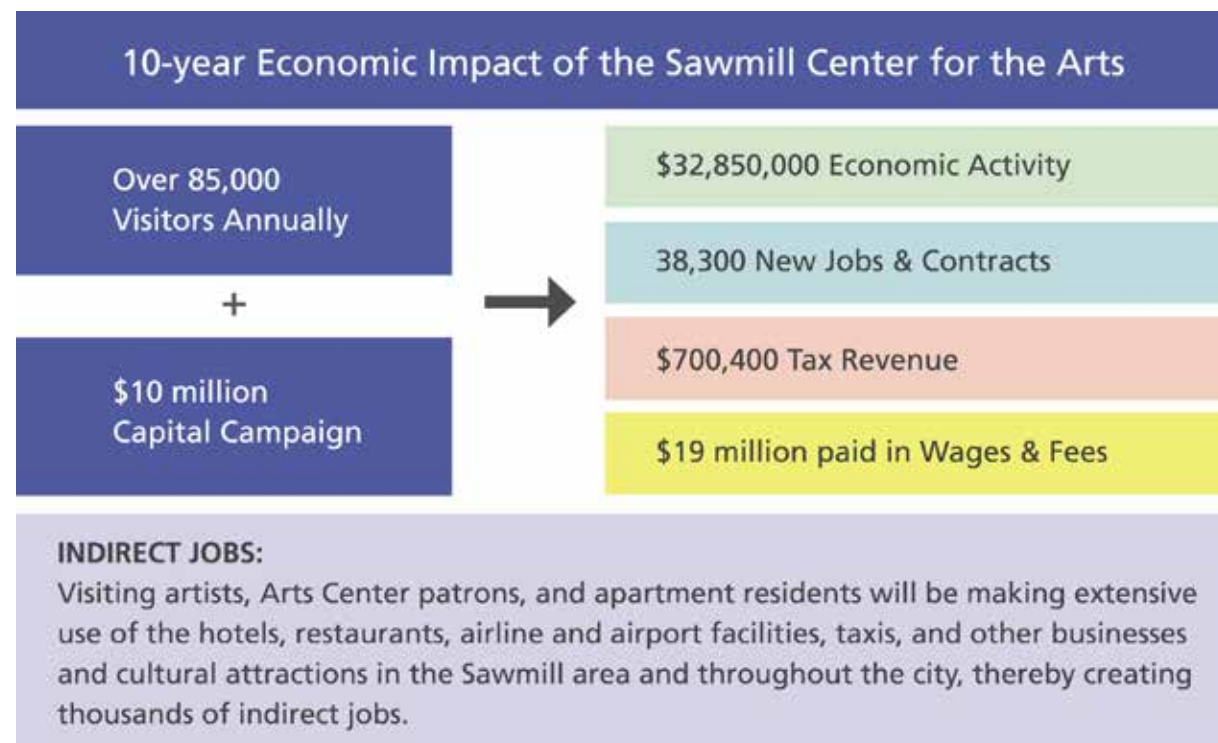 10-year Economic Impact of the Sawmill Center for the Arts
Over 85,000
Visitors Annually
+
$10 million
Capital Campaign
$32,850,000 Economic Activity
38,300 New Jobs & Contracts
$700,400 Tax Revenue
$19 million paid in Wages & Fees
INDIRECT JOBS:
Visiting artists, Arts Center patrons, and apartment residents will be making extensive
use of the hotels, restaurants, airline and airport facilities, taxis, and other businesses
and cultural attractions in the Sawmill area and throughout the city, thereby creating
thousands of indirect jobs.